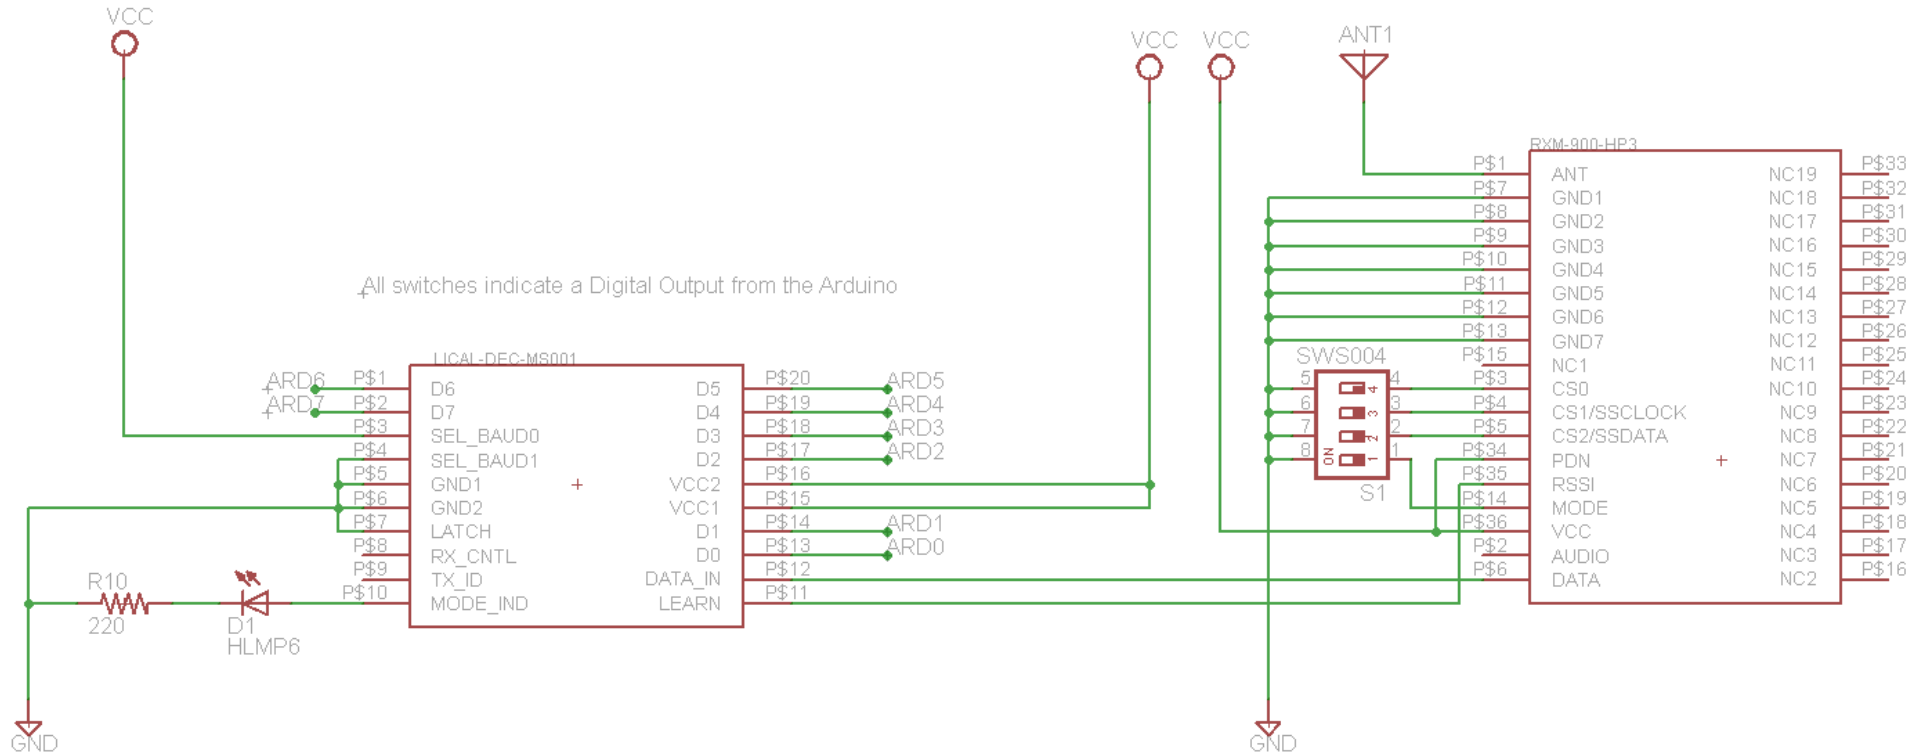 VCC
VCC VCC
ANT1
RXM-900-HP3
P$1 ANT NC19 P$33
P$7 GND1 NC18 P$32
P$8 GND2 NC17 P$31
P$9 GND3 NC16 P$30
P$10 GND4 NC15 P$29
P$11 GND5 NC14 P$28
P$12 GND6 NC13 P$27
P$13 GND7 NC12 P$26
P$15 NC1 NC11 P$25
P$3 CS0 NC10 P$24
P$4 CS1/SSCLOCK NC9 P$23
P$5 CS2/SSDATA NC8 P$22
P$34 PDN NC7 P$21
P$35 RSSI NC6 P$20
P$14 MODE NC5 P$19
P$36 VCC NC4 P$18
P$2 AUDIO NC3 P$17
P$6 DATA NC2 P$16
SWS004
5 4 4
6 3 3
7 2 2
8 ON 1 1
S1
All switches indicate a Digital Output from the Arduino
LICAL-DEC-MS001
ARD6 P$1 D6 D5 P$20 ARD5
ARD7 P$2 D7 D4 P$19 ARD4
P$3 SEL_BAUD0 D3 P$18 ARD3
P$4 SEL_BAUD1 D2 P$17 ARD2
P$5 GND1 VCC2 P$16
P$6 GND2 VCC1 P$15
P$7 LATCH D1 P$14 ARD1
P$8 RX_CNTL D0 P$13 ARD0
P$9 TX_ID DATA_IN P$12
P$10 MODE_IND LEARN P$11
R10
220
D1
HLMP6
GND
GND